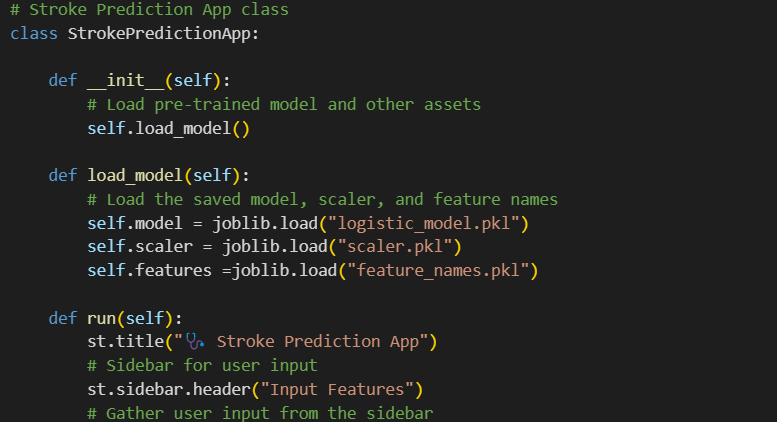 # Stroke Prediction App class
class StrokePredictionApp:
def __init__(self):
# Load pre-trained model and other assets
self.load_model()
def load_model(self):
# Load the saved model, scaler, and feature names
self.model = joblib.load("logistic_model.pkl")
self.scaler = joblib.load("scaler.pkl")
self.features =joblib.load("feature_names.pkl")
def run(self):
st.title("🩺 Stroke Prediction App")
# Sidebar for user input
st.sidebar.header("Input Features")
# Gather user input from the sidebar